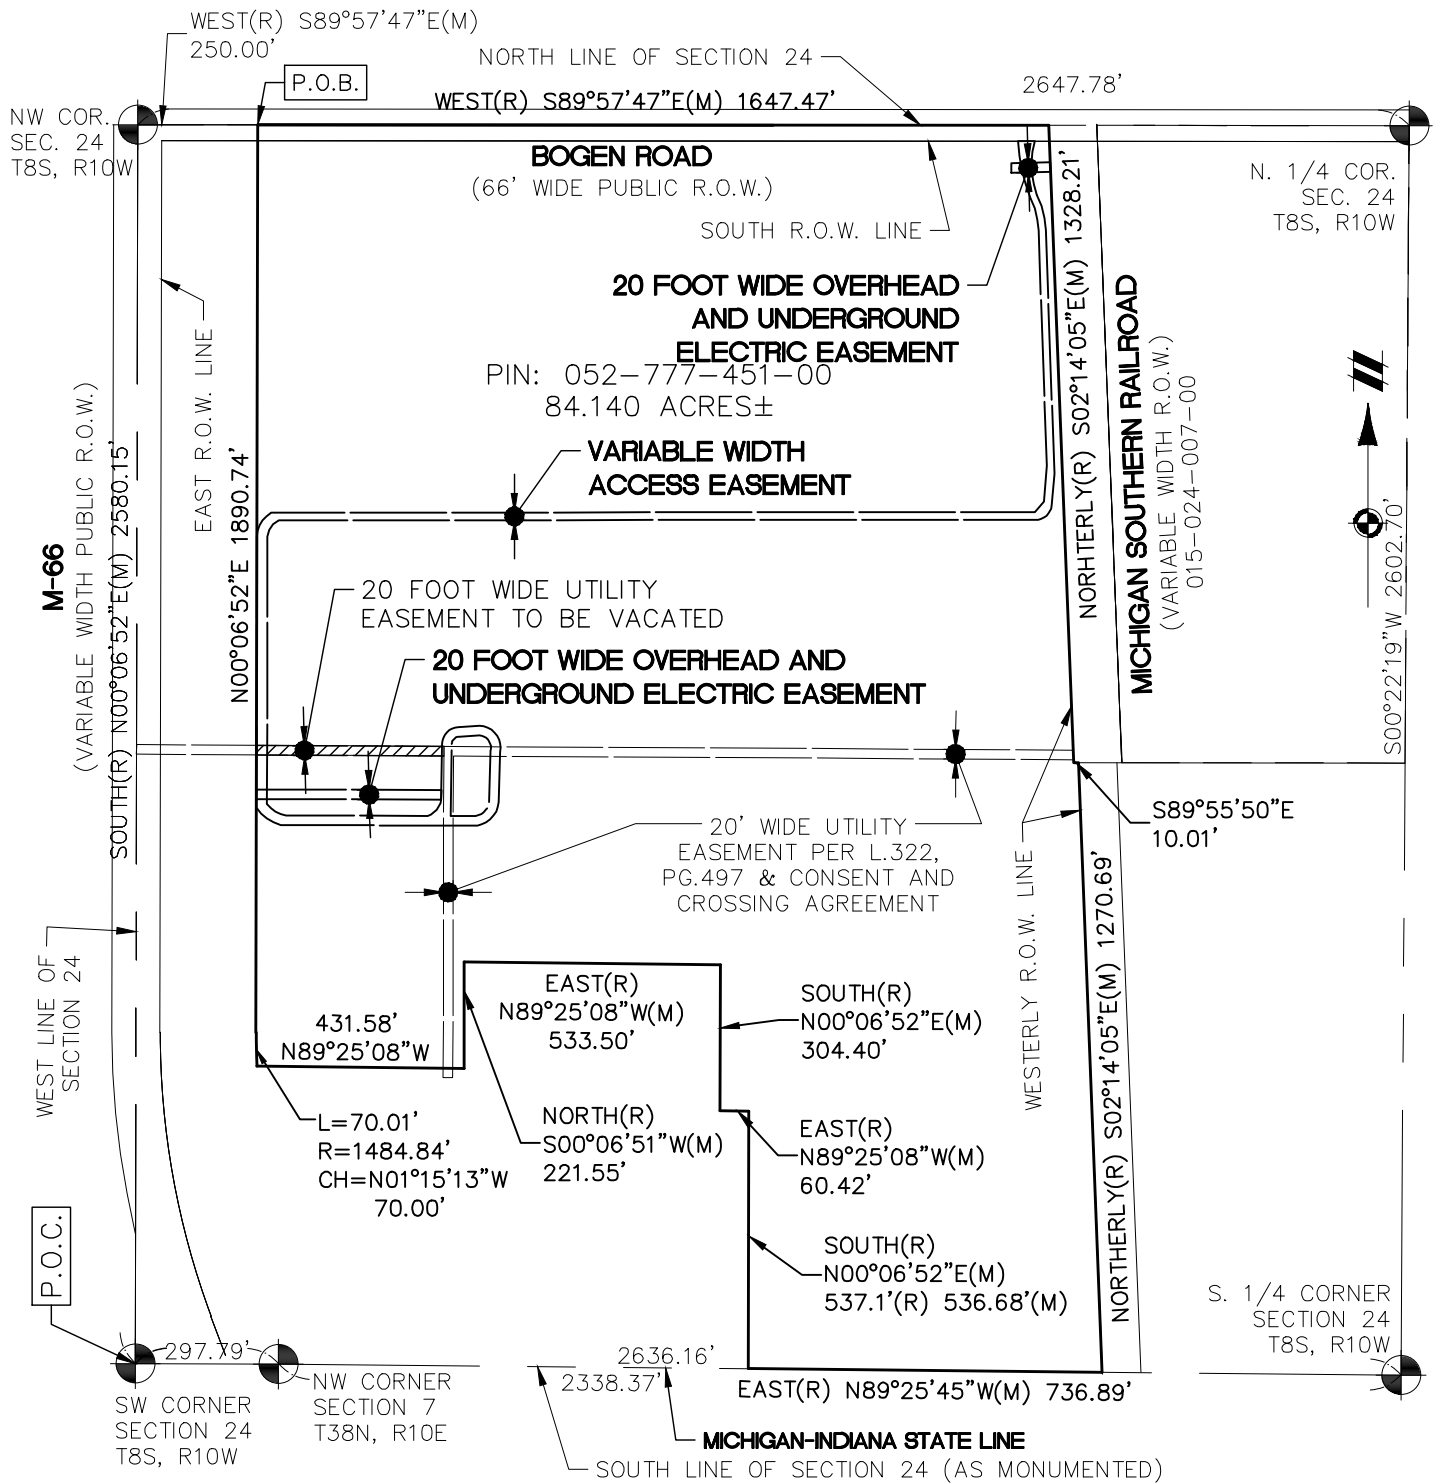 WEST(R) S89°57'47"E(M)
250.00'
NORTH LINE OF SECTION 24
2647.78'
P.O.B.
WEST(R) S89°57'47"E(M) 1647.47'
NW COR.
SEC. 24
T8S, R10W
BOGEN ROAD
(66' WIDE PUBLIC R.O.W.)
SOUTH R.O.W. LINE
N. 1/4 COR.
SEC. 24
T8S, R10W
20 FOOT WIDE OVERHEAD
AND UNDERGROUND
ELECTRIC EASEMENT
PIN: 052-777-451-00
84.140 ACRES±
VARIABLE WIDTH
ACCESS EASEMENT
EAST R.O.W. LINE
M-66
(VARIABLE WIDTH PUBLIC R.O.W.)
SOUTH(R) N00°06'52"E(M) 2580.15'
N00°06'52"E 1890.74'
NORHTERLY(R) S02°14'05"E(M) 1328.21'
MICHIGAN SOUTHERN RAILROAD
(VARIABLE WIDTH R.O.W.)
015-024-007-00
S00°22'19"W 2602.70'
20 FOOT WIDE UTILITY
EASEMENT TO BE VACATED
20 FOOT WIDE OVERHEAD AND
UNDERGROUND ELECTRIC EASEMENT
S89°55'50"E
10.01'
20' WIDE UTILITY
EASEMENT PER L.322,
PG.497 & CONSENT AND
CROSSING AGREEMENT
WESTERLY R.O.W. LINE
NORTHERLY(R) S02°14'05"E(M) 1270.69'
WEST LINE OF
SECTION 24
431.58'
N89°25'08"W
EAST(R)
N89°25'08"W(M)
533.50'
SOUTH(R)
N00°06'52"E(M)
304.40'
L=70.01'
R=1484.84'
CH=N01°15'13"W
70.00'
NORTH(R)
S00°06'51"W(M)
221.55'
EAST(R)
N89°25'08"W(M)
60.42'
SOUTH(R)
N00°06'52"E(M)
537.1'(R) 536.68'(M)
P.O.C.
S. 1/4 CORNER
SECTION 24
T8S, R10W
297.79'
2636.16'
2338.37'
EAST(R) N89°25'45"W(M) 736.89'
SW CORNER
SECTION 24
T8S, R10W
NW CORNER
SECTION 7
T38N, R10E
MICHIGAN-INDIANA STATE LINE
SOUTH LINE OF SECTION 24 (AS MONUMENTED)